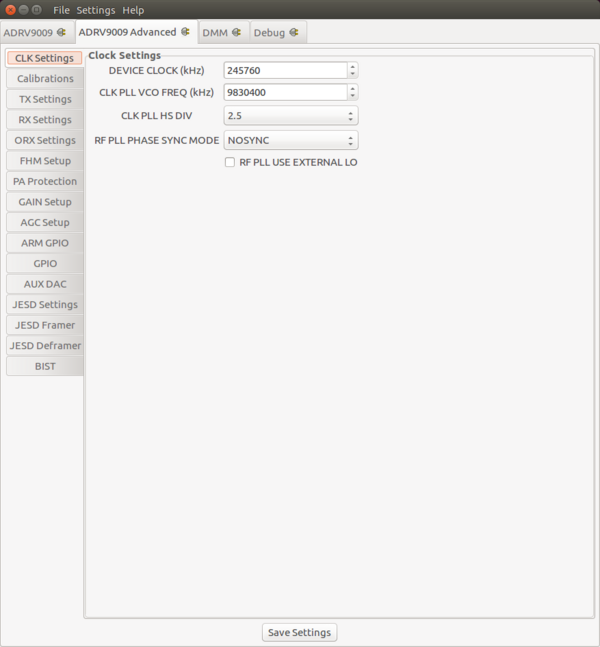 File Settings Help
ADRV9009 ADRV9009 Advanced DMM Debug
CLK Settings
Calibrations
TX Settings
RX Settings
ORX Settings
FHM Setup
PA Protection
GAIN Setup
AGC Setup
ARM GPIO
GPIO
AUX DAC
JESD Settings
JESD Framer
JESD Deframer
BIST
Clock Settings
DEVICE CLOCK (kHz) 245760
CLK PLL VCO FREQ (kHz) 9830400
CLK PLL HS DIV 2.5
RF PLL PHASE SYNC MODE NOSYNC
RF PLL USE EXTERNAL LO
Save Settings